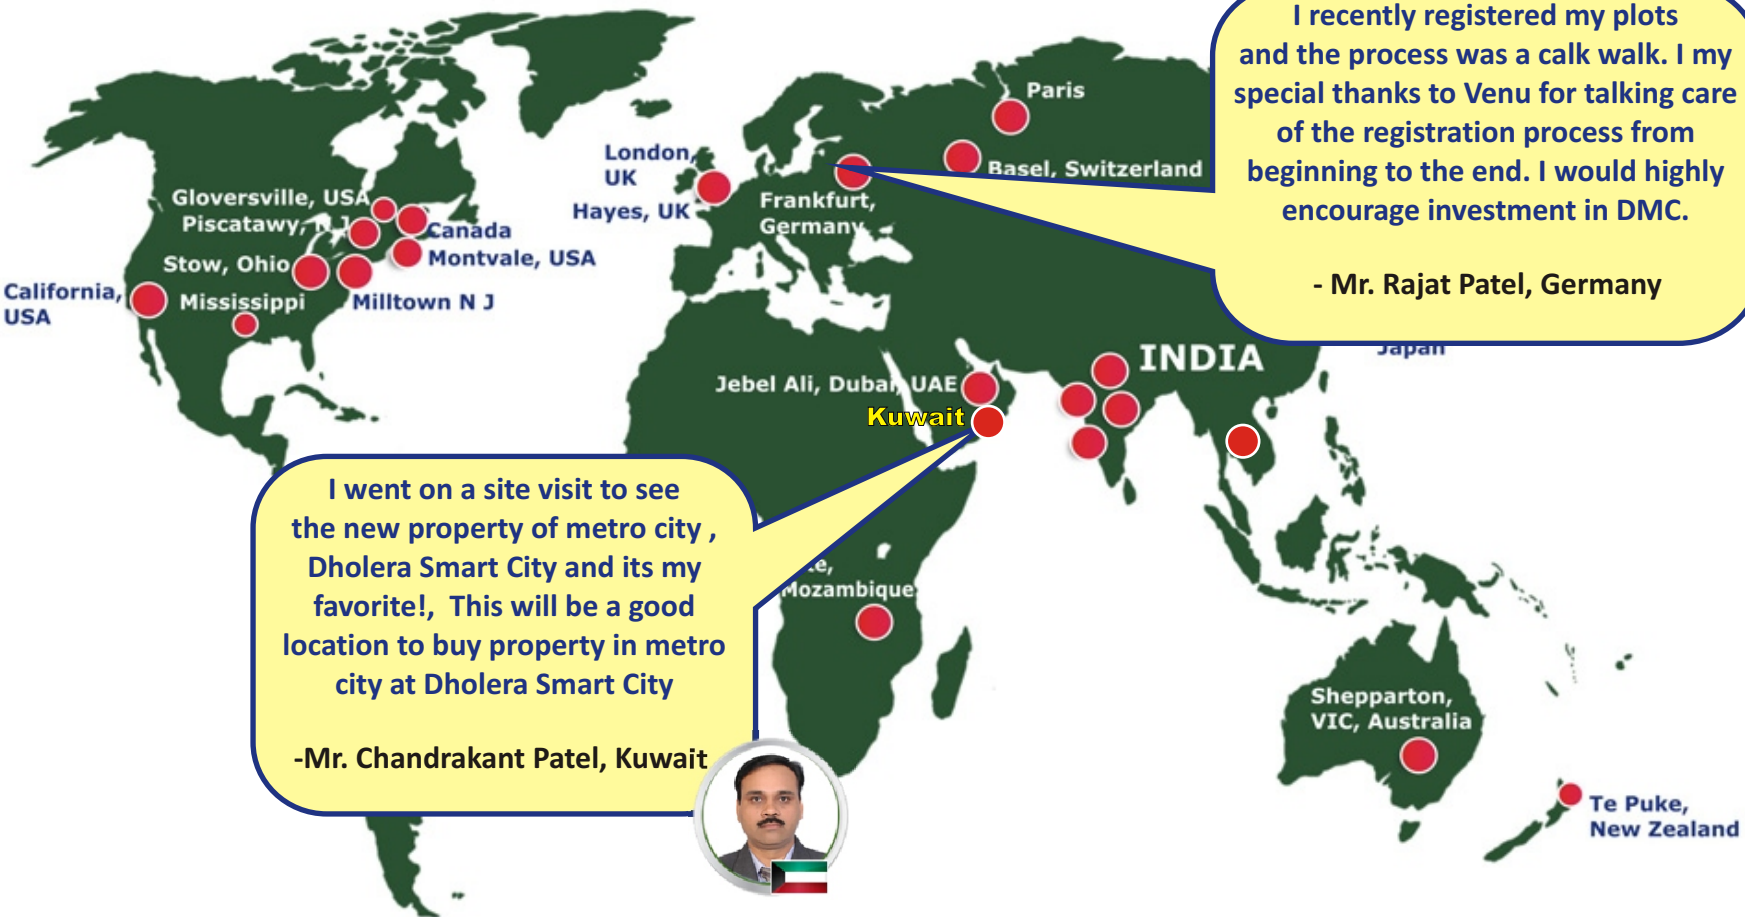 I recently registered my plots
and the process was a calk walk. I my
special thanks to Venu for talking care
of the registration process from
beginning to the end. I would highly
encourage investment in DMC.
- Mr. Rajat Patel, Germany
Paris
Basel, Switzerland
London,
UK
Hayes, UK
Frankfurt,
Germany
Gloversville, USA
Piscatawy, N J
Canada
Montvale, USA
Stow, Ohio
California,
USA
Mississippi
Milltown N J
Japan
INDIA
Jebel Ali, Dubai, UAE
Kuwait
I went on a site visit to see
the new property of metro city ,
Dholera Smart City and its my
favorite!, This will be a good
location to buy property in metro
city at Dholera Smart City
-Mr. Chandrakant Patel, Kuwait
Mozambique
Shepparton,
VIC, Australia
Te Puke,
New Zealand